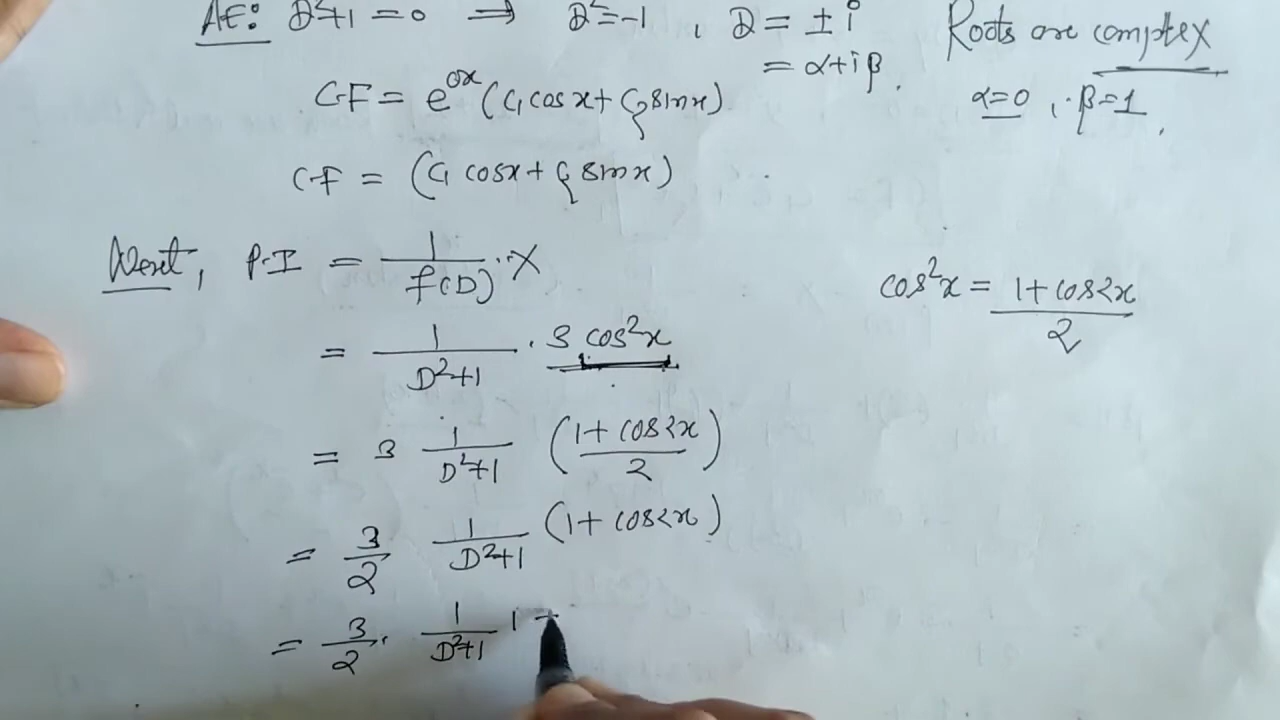 AE: D²+1 = 0 ⟹ D²=-1 , D = ± i Roots are complex
= α+iβ. α=0 , β=1,
C·F = e^{0x} (C₁ cos x + C₂ sin x)
C·F = (C₁ cosx + C₂ sin x)
Next, P·I = 1/f(D) · X cos²x = (1+cos2x)/2
= 1/(D²+1) · 3 cos²x
= 3 1/(D²+1) ((1+cos2x)/2)
= 3/2 1/(D²+1) (1+ cos2x)
= 3/2 · 1/(D²+1) 1 +